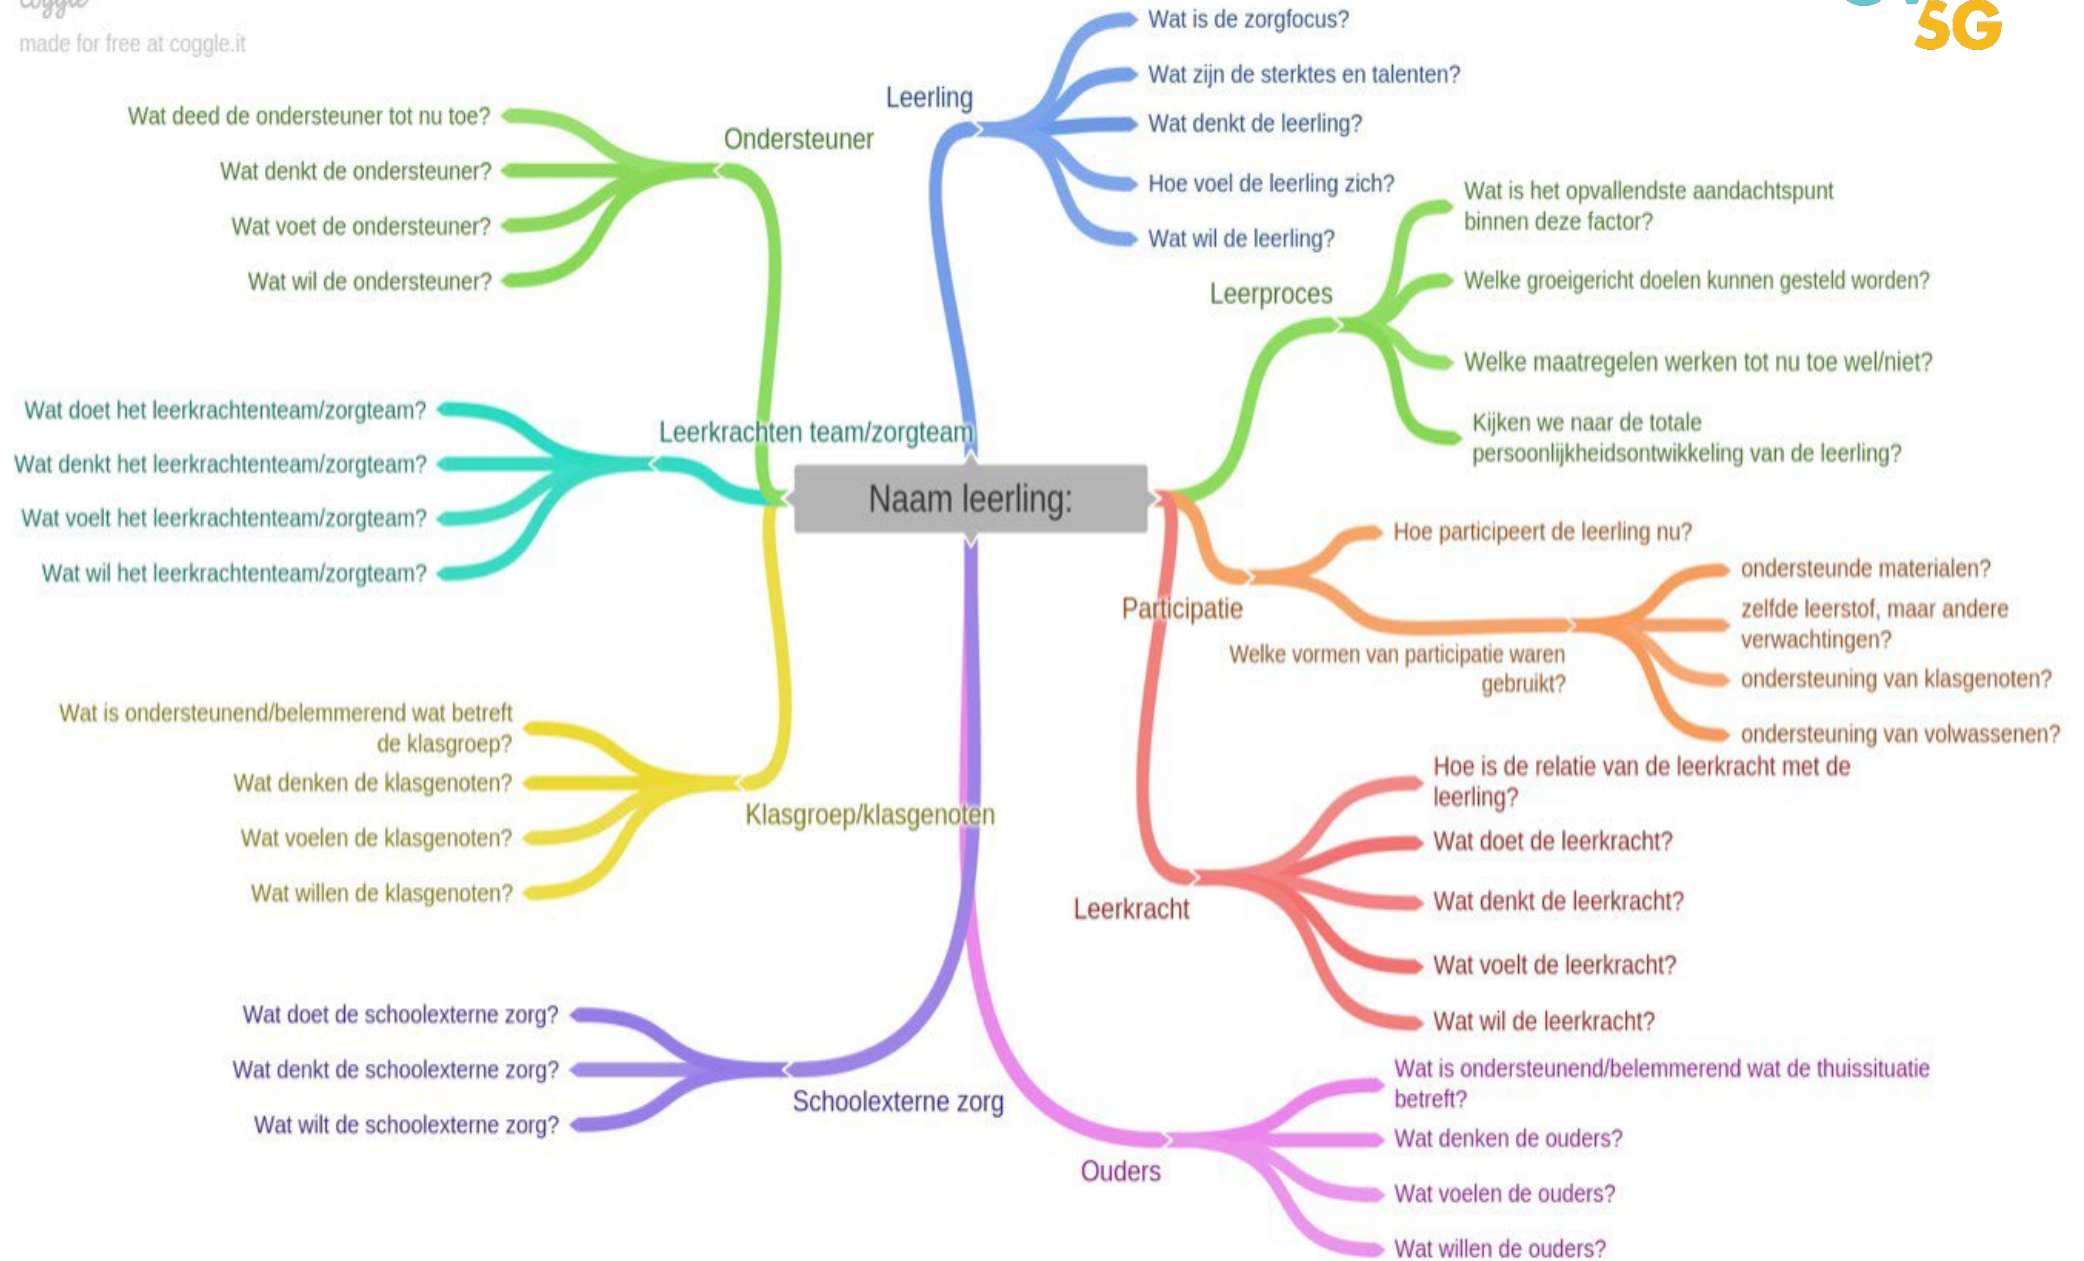 coggle
made for free at coggle.it
SG
Naam leerling:
Leerling
Wat is de zorgfocus?
Wat zijn de sterktes en talenten?
Wat denkt de leerling?
Hoe voel de leerling zich?
Wat wil de leerling?
Leerproces
Wat is het opvallendste aandachtspunt
binnen deze factor?
Welke groeigericht doelen kunnen gesteld worden?
Welke maatregelen werken tot nu toe wel/niet?
Kijken we naar de totale
persoonlijkheidsontwikkeling van de leerling?
Participatie
Hoe participeert de leerling nu?
Welke vormen van participatie waren
gebruikt?
ondersteunde materialen?
zelfde leerstof, maar andere
verwachtingen?
ondersteuning van klasgenoten?
ondersteuning van volwassenen?
Leerkracht
Hoe is de relatie van de leerkracht met de
leerling?
Wat doet de leerkracht?
Wat denkt de leerkracht?
Wat voelt de leerkracht?
Wat wil de leerkracht?
Ouders
Wat is ondersteunend/belemmerend wat de thuissituatie
betreft?
Wat denken de ouders?
Wat voelen de ouders?
Wat willen de ouders?
Ondersteuner
Wat deed de ondersteuner tot nu toe?
Wat denkt de ondersteuner?
Wat voet de ondersteuner?
Wat wil de ondersteuner?
Leerkrachten team/zorgteam
Wat doet het leerkrachtenteam/zorgteam?
Wat denkt het leerkrachtenteam/zorgteam?
Wat voelt het leerkrachtenteam/zorgteam?
Wat wil het leerkrachtenteam/zorgteam?
Klasgroep/klasgenoten
Wat is ondersteunend/belemmerend wat betreft
de klasgroep?
Wat denken de klasgenoten?
Wat voelen de klasgenoten?
Wat willen de klasgenoten?
Schoolexterne zorg
Wat doet de schoolexterne zorg?
Wat denkt de schoolexterne zorg?
Wat wilt de schoolexterne zorg?